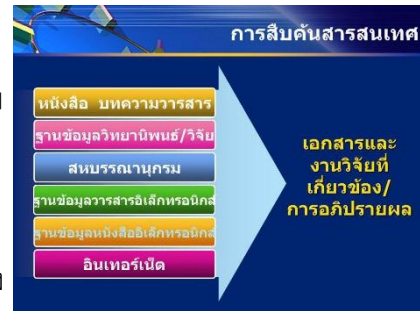 การสืบค้นสารสนเทศ
หนังสือ บทความวารสาร
ฐานข้อมูลวิทยานิพนธ์/วิจัย
สหบรรณานุกรม
ฐานข้อมูลวารสารอิเล็กทรอนิกส์
ฐานข้อมูลหนังสืออิเล็กทรอนิกส์
อินเทอร์เน็ต
เอกสารและ
งานวิจัยที่
เกี่ยวข้อง/
การอภิปรายผล